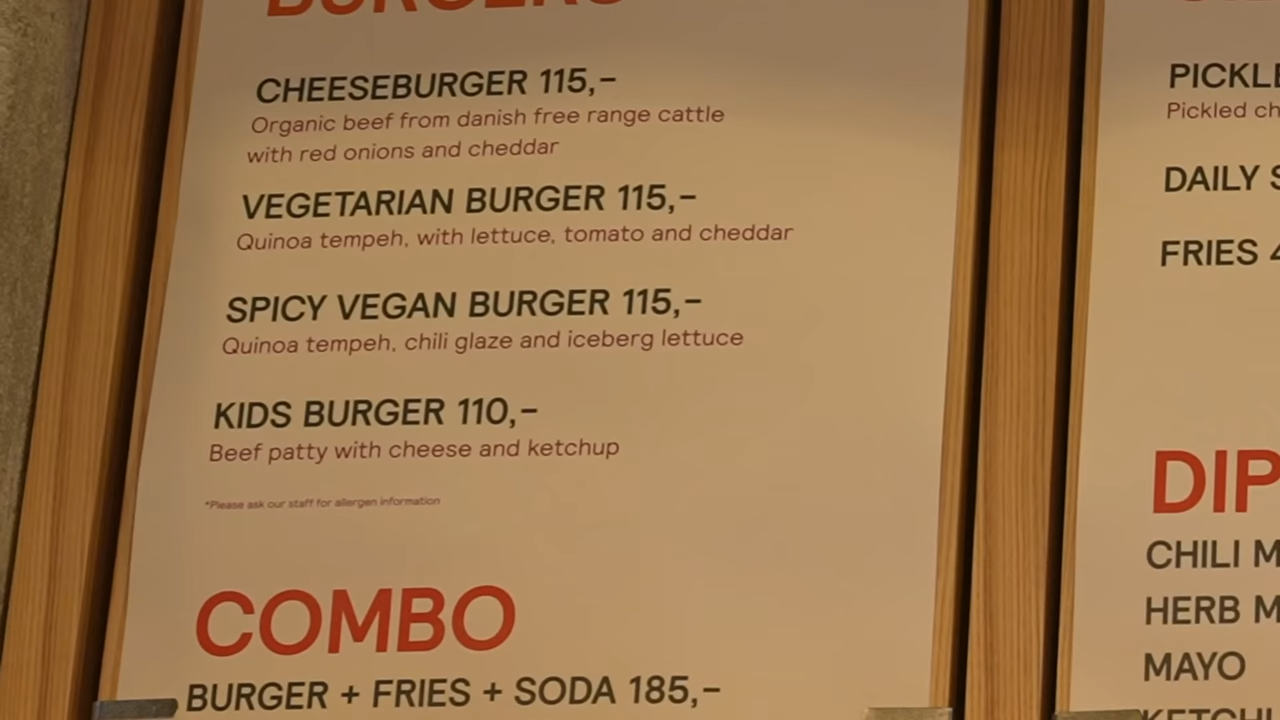 BURGERS
CHEESEBURGER 115,-
Organic beef from danish free range cattle
with red onions and cheddar
VEGETARIAN BURGER 115,-
Quinoa tempeh, with lettuce, tomato and cheddar
SPICY VEGAN BURGER 115,-
Quinoa tempeh, chili glaze and iceberg lettuce
KIDS BURGER 110,-
Beef patty with cheese and ketchup
*Please ask our staff for allergen information
COMBO
BURGER + FRIES + SODA 185,-
PICKLE
Pickled ch
DAILY S
FRIES 4
DIP
CHILI M
HERB M
MAYO
KETCHU